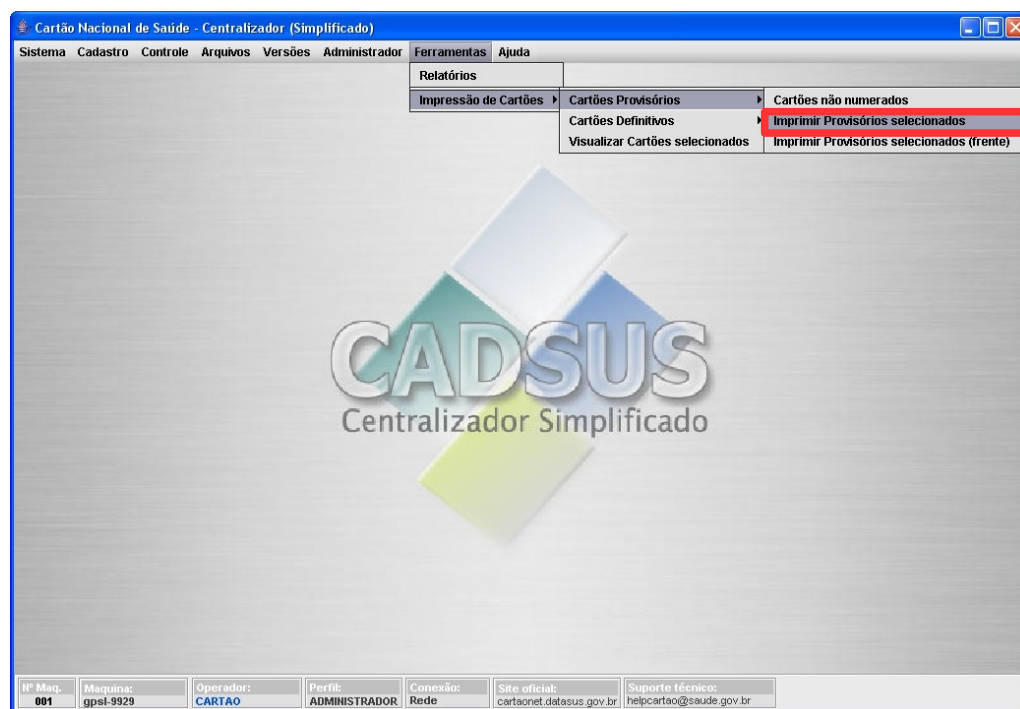 Cartão Nacional de Saúde - Centralizador (Simplificado)
Sistema Cadastro Controle Arquivos Versões Administrador Ferramentas Ajuda
Relatórios
Impressão de Cartões
Cartões Provisórios
Cartões Definitivos
Visualizar Cartões selecionados
Cartões não numerados
Imprimir Provisórios selecionados
Imprimir Provisórios selecionados (frente)
CADSUS
Centralizador Simplificado
Nº Maq.
001
Maquina:
gpsl-9929
Operador:
CARTAO
Perfil:
ADMINISTRADOR
Conexão:
Rede
Site oficial:
cartaonet.datasus.gov.br
Suporte técnico:
helpcartao@saude.gov.br